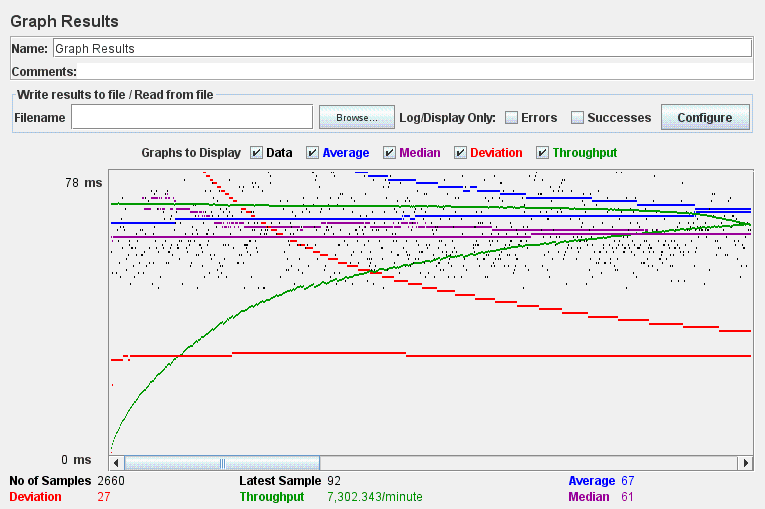 Graph Results
Name: Graph Results
Comments:
Write results to file / Read from file
Filename Browse... Log/Display Only: Errors Successes Configure
Graphs to Display Data Average Median Deviation Throughput
78 ms
0 ms
No of Samples 2660 Latest Sample 92 Average 67
Deviation 27 Throughput 7,302.343/minute Median 61